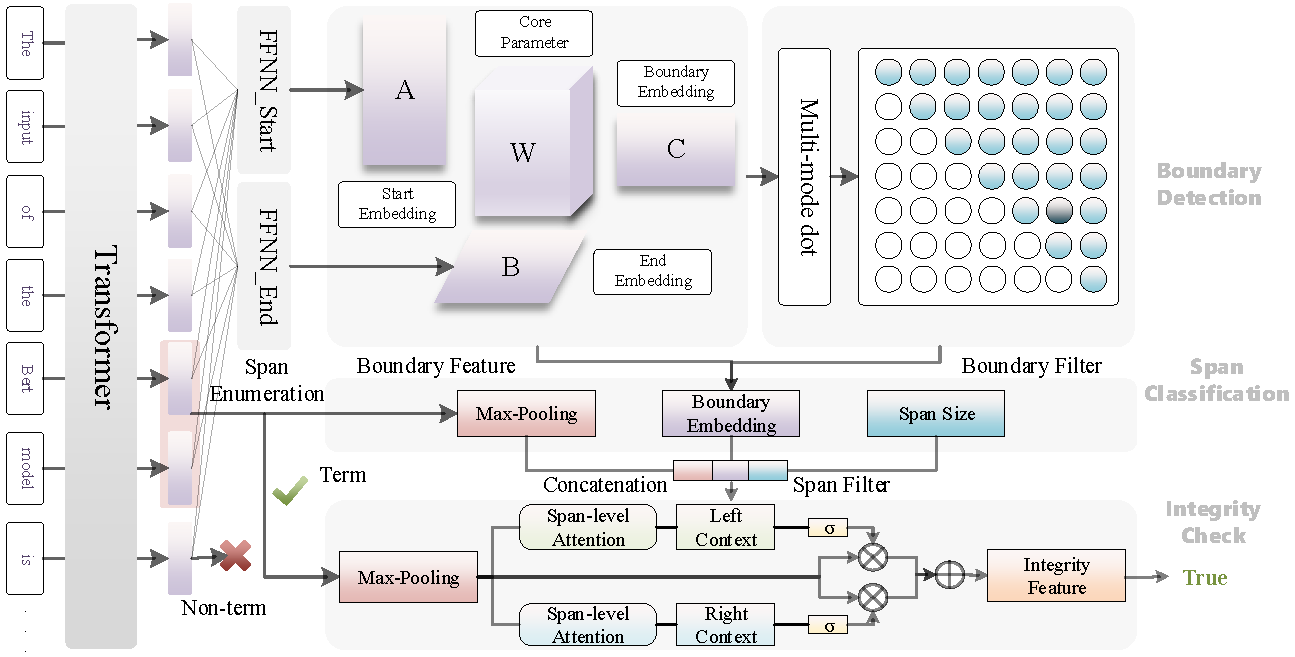 The
input
of
the
Bert
model
is
.
.
.
Transformer
FFNN_Start
FFNN_End
A
Core
Parameter
W
Boundary
Embedding
C
Start
Embedding
B
End
Embedding
Multi-mode dot
Boundary
Detection
Span
Enumeration
Boundary Feature
Boundary Filter
Span
Classification
Max-Pooling
Boundary
Embedding
Span Size
Term
Concatenation
Span Filter
Non-term
Integrity
Check
Max-Pooling
Span-level
Attention
Left
Context
σ
Span-level
Attention
Right
Context
σ
Integrity
Feature
True